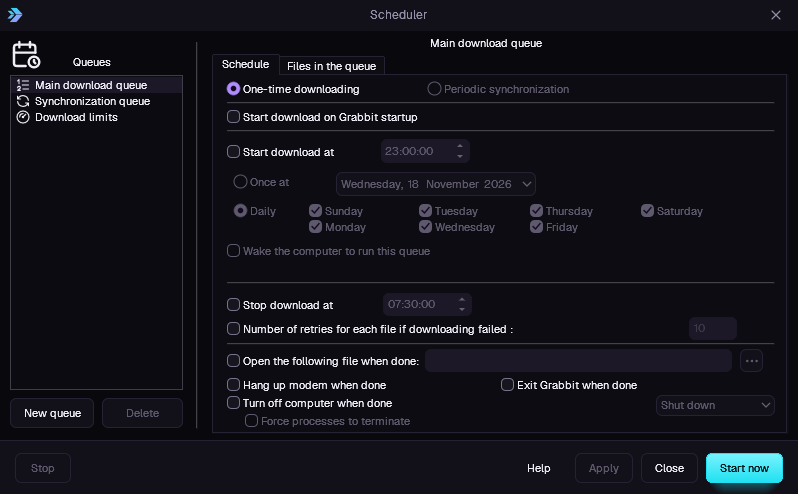 Scheduler
Queues
Main download queue
Synchronization queue
Download limits
New queue
Delete
Main download queue
Schedule
Files in the queue
One-time downloading
Periodic synchronization
Start download on Grabbit startup
Start download at
23:00:00
Once at
Wednesday, 18 November 2026
Daily
Sunday
Tuesday
Thursday
Saturday
Monday
Wednesday
Friday
Wake the computer to run this queue
Stop download at
07:30:00
Number of retries for each file if downloading failed :
10
Open the following file when done:
...
Hang up modem when done
Exit Grabbit when done
Turn off computer when done
Shut down
Force processes to terminate
Stop
Help
Apply
Close
Start now